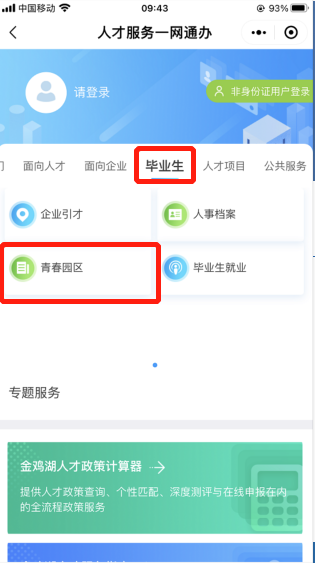 中国移动 09:43 93%
人才服务一网通办
请登录
非身份证用户登录
面向人才 面向企业 毕业生 人才项目 公共服务
企业引才 人事档案
青春园区 毕业生就业
专题服务
金鸡湖人才政策计算器
提供人才政策查询、个性匹配、深度测评与在线申报在内
的全流程政策服务